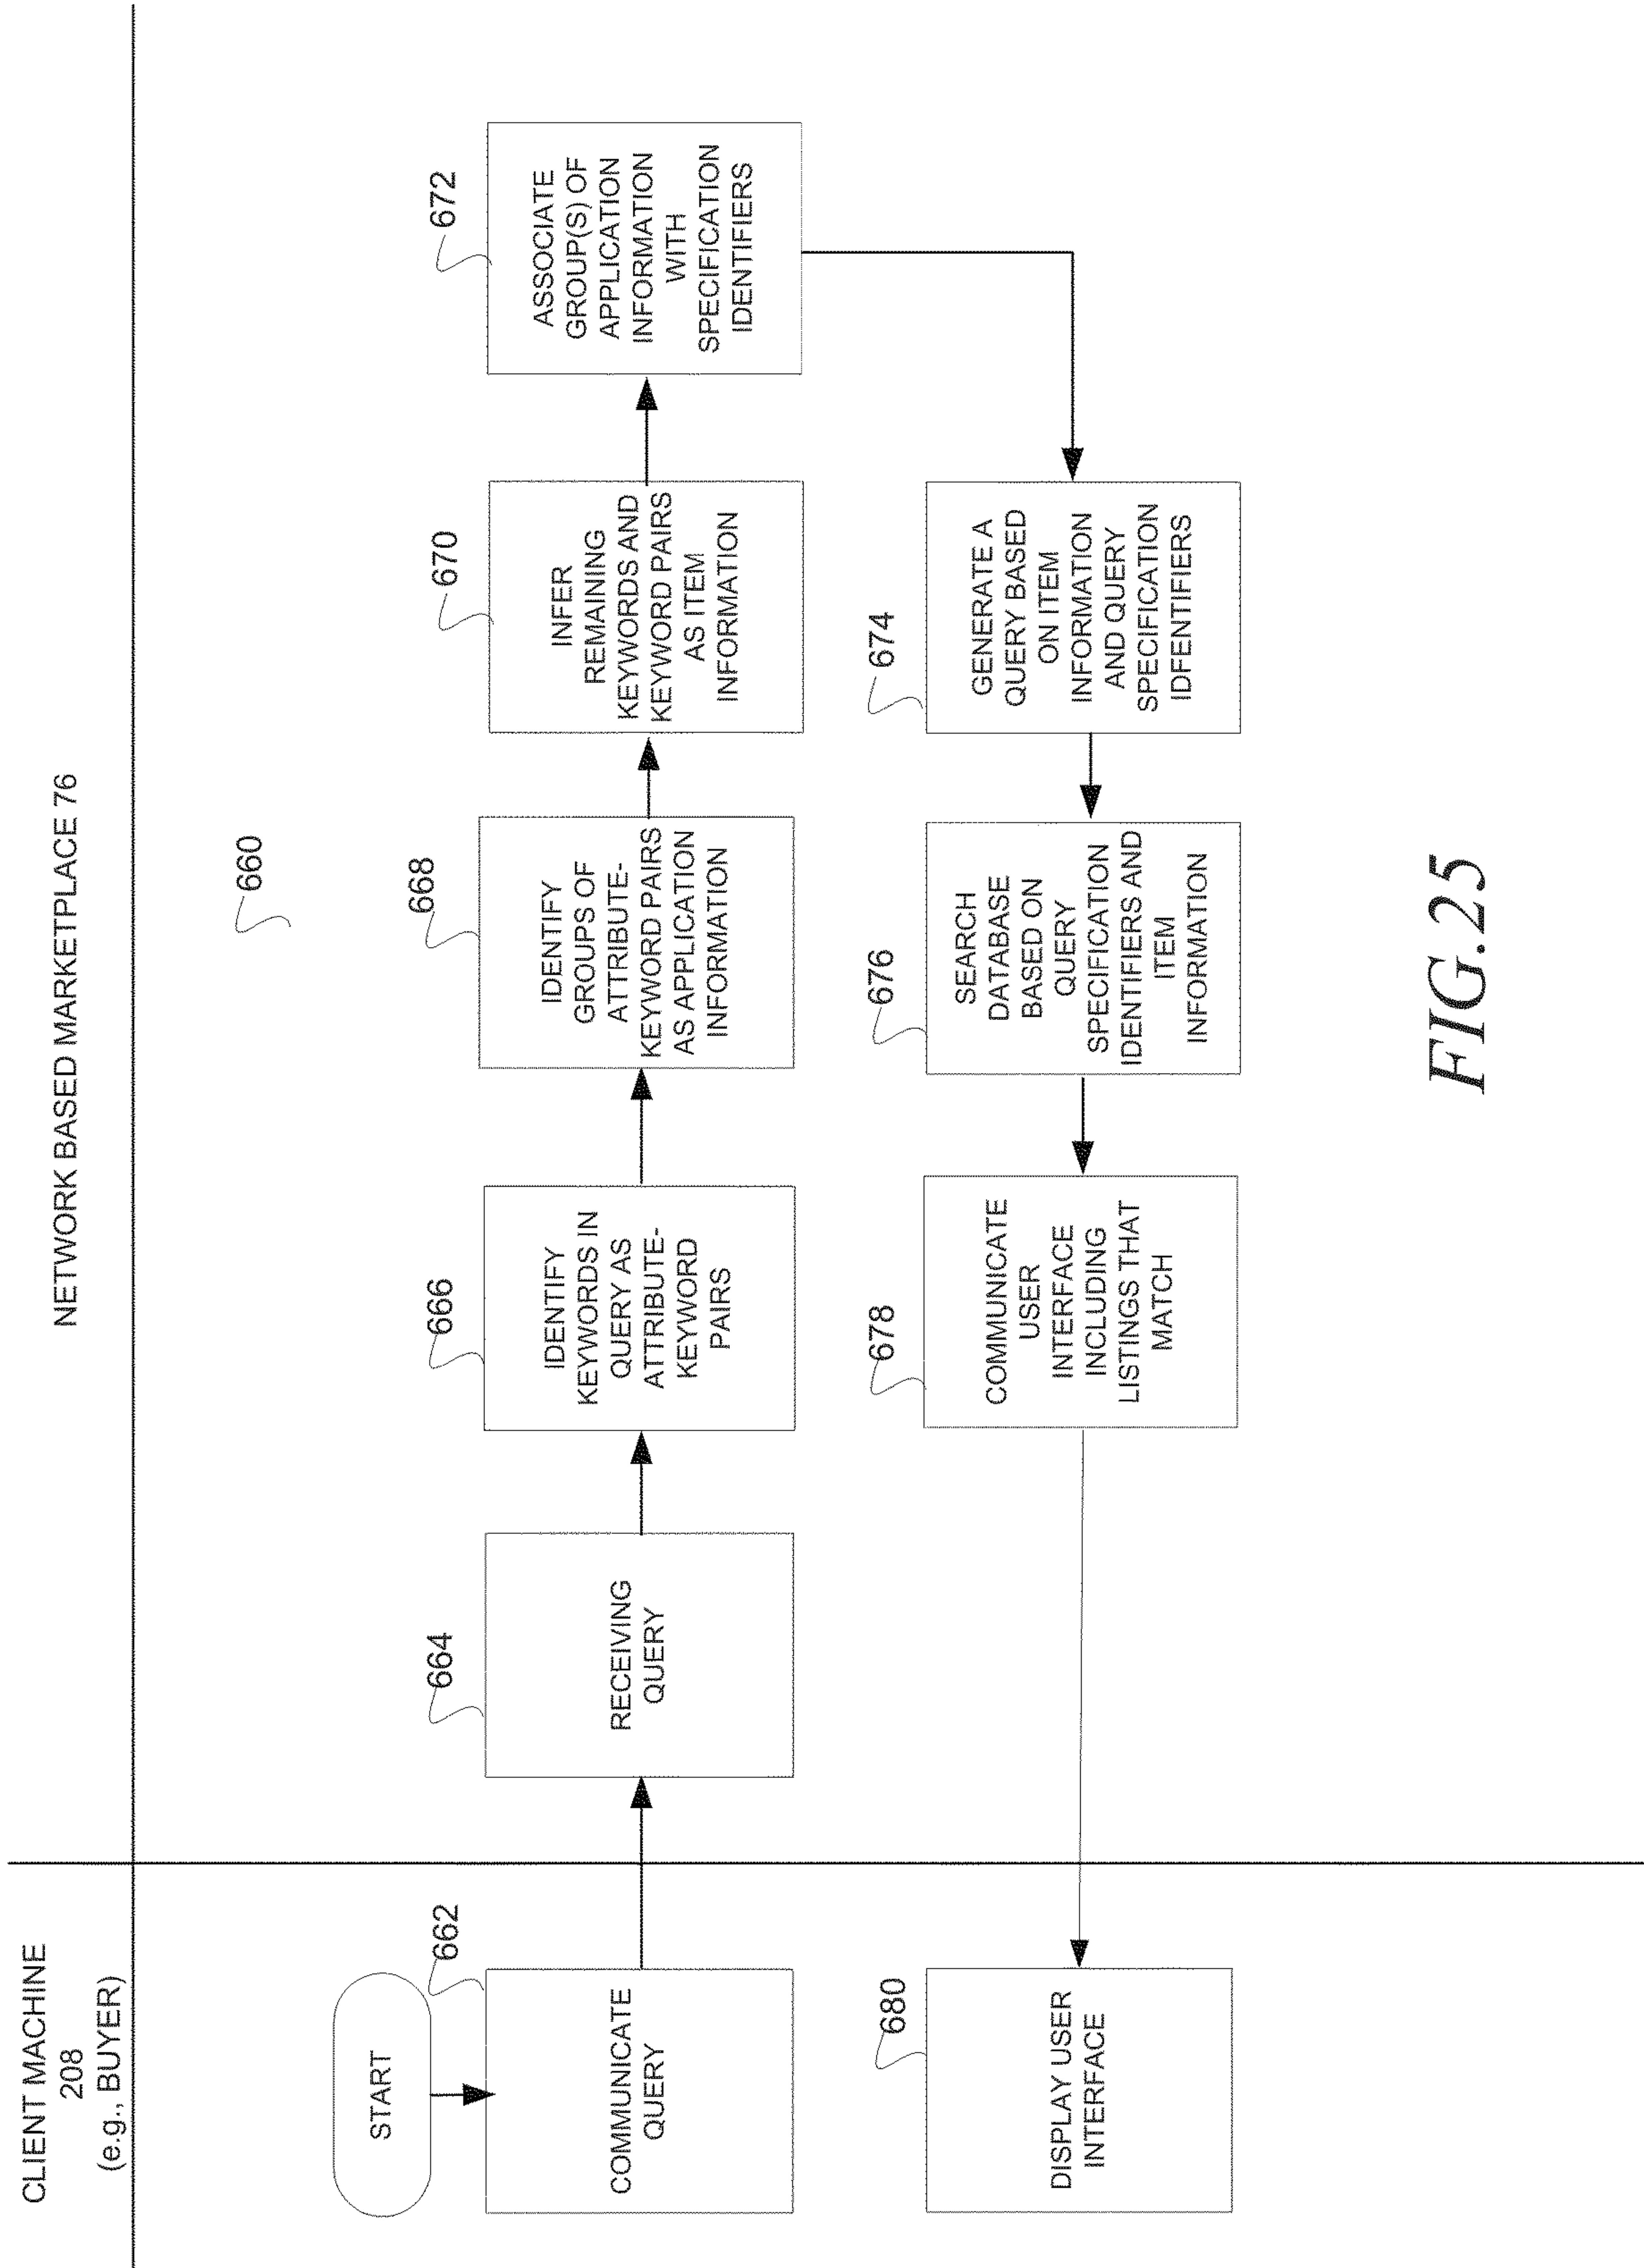 CLIENT MACHINE
208
(e.g., BUYER)
NETWORK BASED MARKETPLACE 76
660
START
662
COMMUNICATE
QUERY
664
RECEIVING
QUERY
666
IDENTIFY
KEYWORDS IN
QUERY AS
ATTRIBUTE-
KEYWORD
PAIRS
668
IDENTIFY
GROUPS OF
ATTRIBUTE-
KEYWORD PAIRS
AS APPLICATION
INFORMATION
670
INFER
REMAINING
KEYWORDS AND
KEYWORD PAIRS
AS ITEM
INFORMATION
672
ASSOCIATE
GROUP(S) OF
APPLICATION
INFORMATION
WITH
SPECIFICATION
IDENTIFIERS
674
GENERATE A
QUERY BASED
ON ITEM
INFORMATION
AND QUERY
SPECIFICATION
IDFENTIFIERS
676
SEARCH
DATABASE
BASED ON
QUERY
SPECIFICATION
IDENTIFIERS AND
ITEM
INFORMATION
678
COMMUNICATE
USER
INTERFACE
INCLUDING
LISTINGS THAT
MATCH
680
DISPLAY USER
INTERFACE
FIG.25